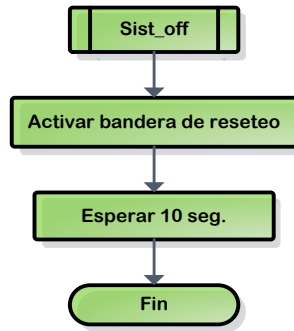 Sist_off
Activar bandera de reseteo
Esperar 10 seg.
Fin